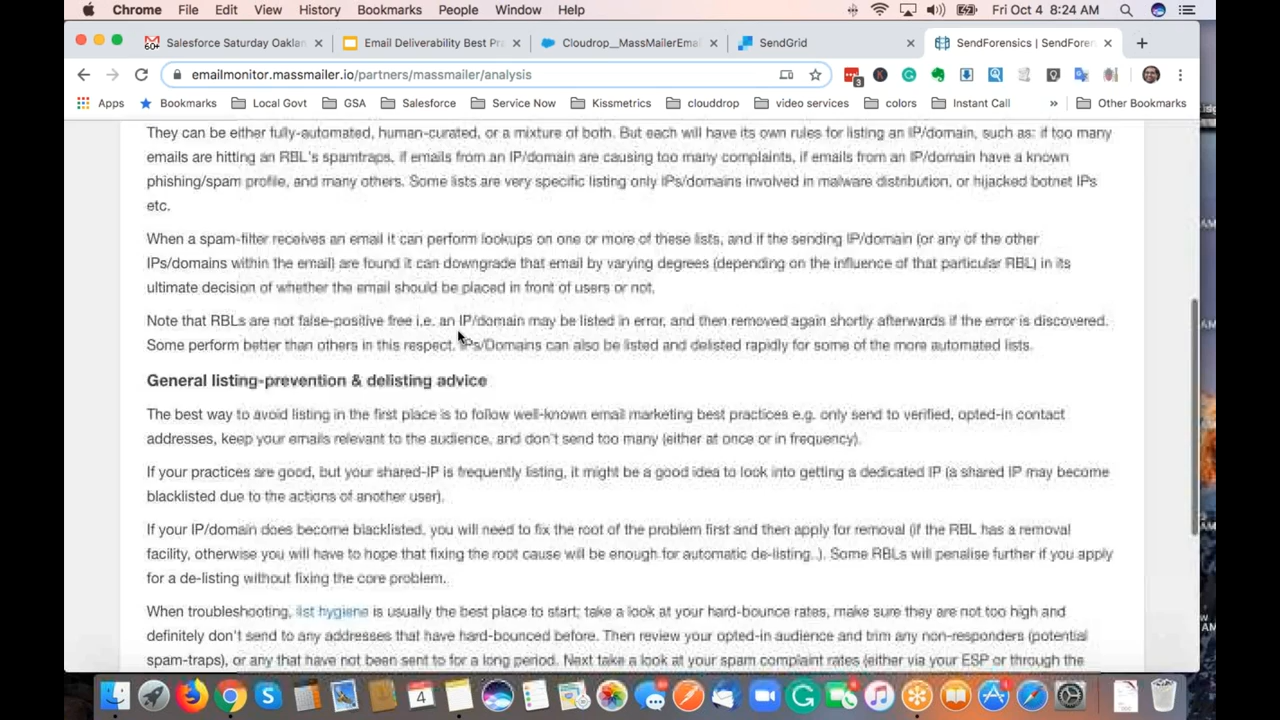 Chrome File Edit View History Bookmarks People Window Help
Fri Oct 4 8:24 AM
60+ Salesforce Saturday Oaklan
Email Deliverability Best Pra
Cloudrop__MassMailerEmai
SendGrid
SendForensics | SendForen
emailmonitor.massmailer.io/partners/massmailer/analysis
3
Apps Bookmarks Local Govt GSA Salesforce Service Now Kissmetrics clouddrop video services colors Instant Call » Other Bookmarks
They can be either fully-automated, human-curated, or a mixture of both. But each will have its own rules for listing an IP/domain, such as: if too many
emails are hitting an RBL's spamtraps, if emails from an IP/domain are causing too many complaints, if emails from an IP/domain have a known
phishing/spam profile, and many others. Some lists are very specific listing only IPs/domains involved in malware distribution, or hijacked botnet IPs
etc.
When a spam-filter receives an email it can perform lookups on one or more of these lists, and if the sending IP/domain (or any of the other
IPs/domains within the email) are found it can downgrade that email by varying degrees (depending on the influence of that particular RBL) in its
ultimate decision of whether the email should be placed in front of users or not.
Note that RBLs are not false-positive free i.e. an IP/domain may be listed in error, and then removed again shortly afterwards if the error is discovered.
Some perform better than others in this respect. IPs/Domains can also be listed and delisted rapidly for some of the more automated lists.
General listing-prevention & delisting advice
The best way to avoid listing in the first place is to follow well-known email marketing best practices e.g. only send to verified, opted-in contact
addresses, keep your emails relevant to the audience, and don't send too many (either at once or in frequency).
If your practices are good, but your shared-IP is frequently listing, it might be a good idea to look into getting a dedicated IP (a shared IP may become
blacklisted due to the actions of another user).
If your IP/domain does become blacklisted, you will need to fix the root of the problem first and then apply for removal (if the RBL has a removal
facility, otherwise you will have to hope that fixing the root cause will be enough for automatic de-listing..). Some RBLs will penalise further if you apply
for a de-listing without fixing the core problem.
When troubleshooting, list hygiene is usually the best place to start; take a look at your hard-bounce rates, make sure they are not too high and
definitely don't send to any addresses that have hard-bounced before. Then review your opted-in audience and trim any non-responders (potential
spam-traps), or any that have not been sent to for a long period. Next take a look at your spam complaint rates (either via your ESP or through the
4